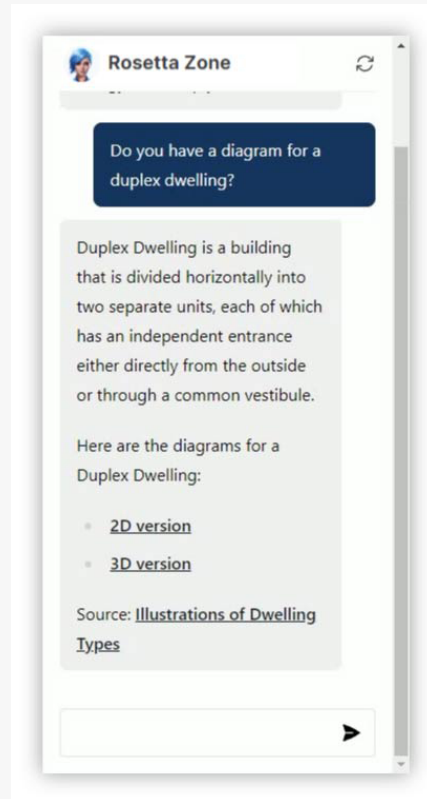 Rosetta Zone
Do you have a diagram for a
duplex dwelling?
Duplex Dwelling is a building
that is divided horizontally into
two separate units, each of which
has an independent entrance
either directly from the outside
or through a common vestibule.
Here are the diagrams for a
Duplex Dwelling:
2D version
3D version
Source: Illustrations of Dwelling
Types